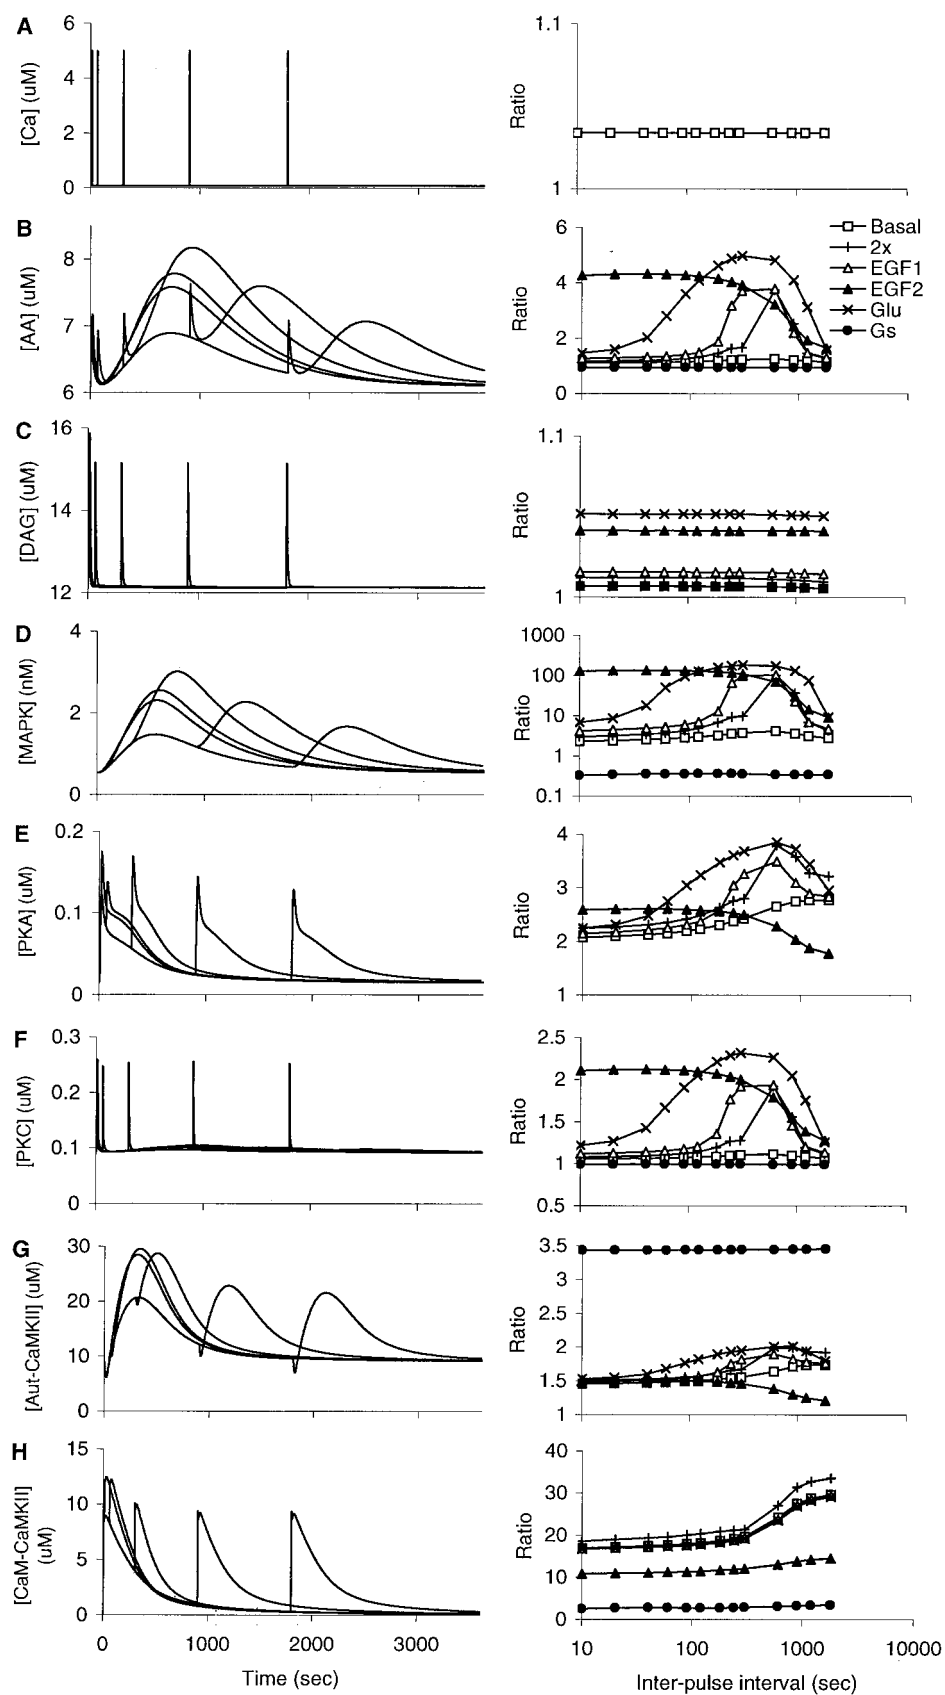 A
[Ca] (uM)
6
4
2
0
Ratio
1.1
1
B
[AA] (uM)
8
7
6
Ratio
6
4
2
0
Basal
2x
EGF1
EGF2
Glu
Gs
C
[DAG] (uM)
16
14
12
Ratio
1.1
1
D
[MAPK] (nM)
4
2
0
Ratio
1000
100
10
1
0.1
E
[PKA] (uM)
0.2
0.1
0
Ratio
4
3
2
1
F
[PKC] (uM)
0.3
0.2
0.1
0
Ratio
2.5
2
1.5
1
0.5
G
[Aut-CaMKII] (uM)
30
20
10
0
Ratio
3.5
3
2.5
2
1.5
1
H
[CaM-CaMKII]
(uM)
15
10
5
0
0 1000 2000 3000
Time (sec)
Ratio
40
30
20
10
0
10 100 1000 10000
Inter-pulse interval (sec)